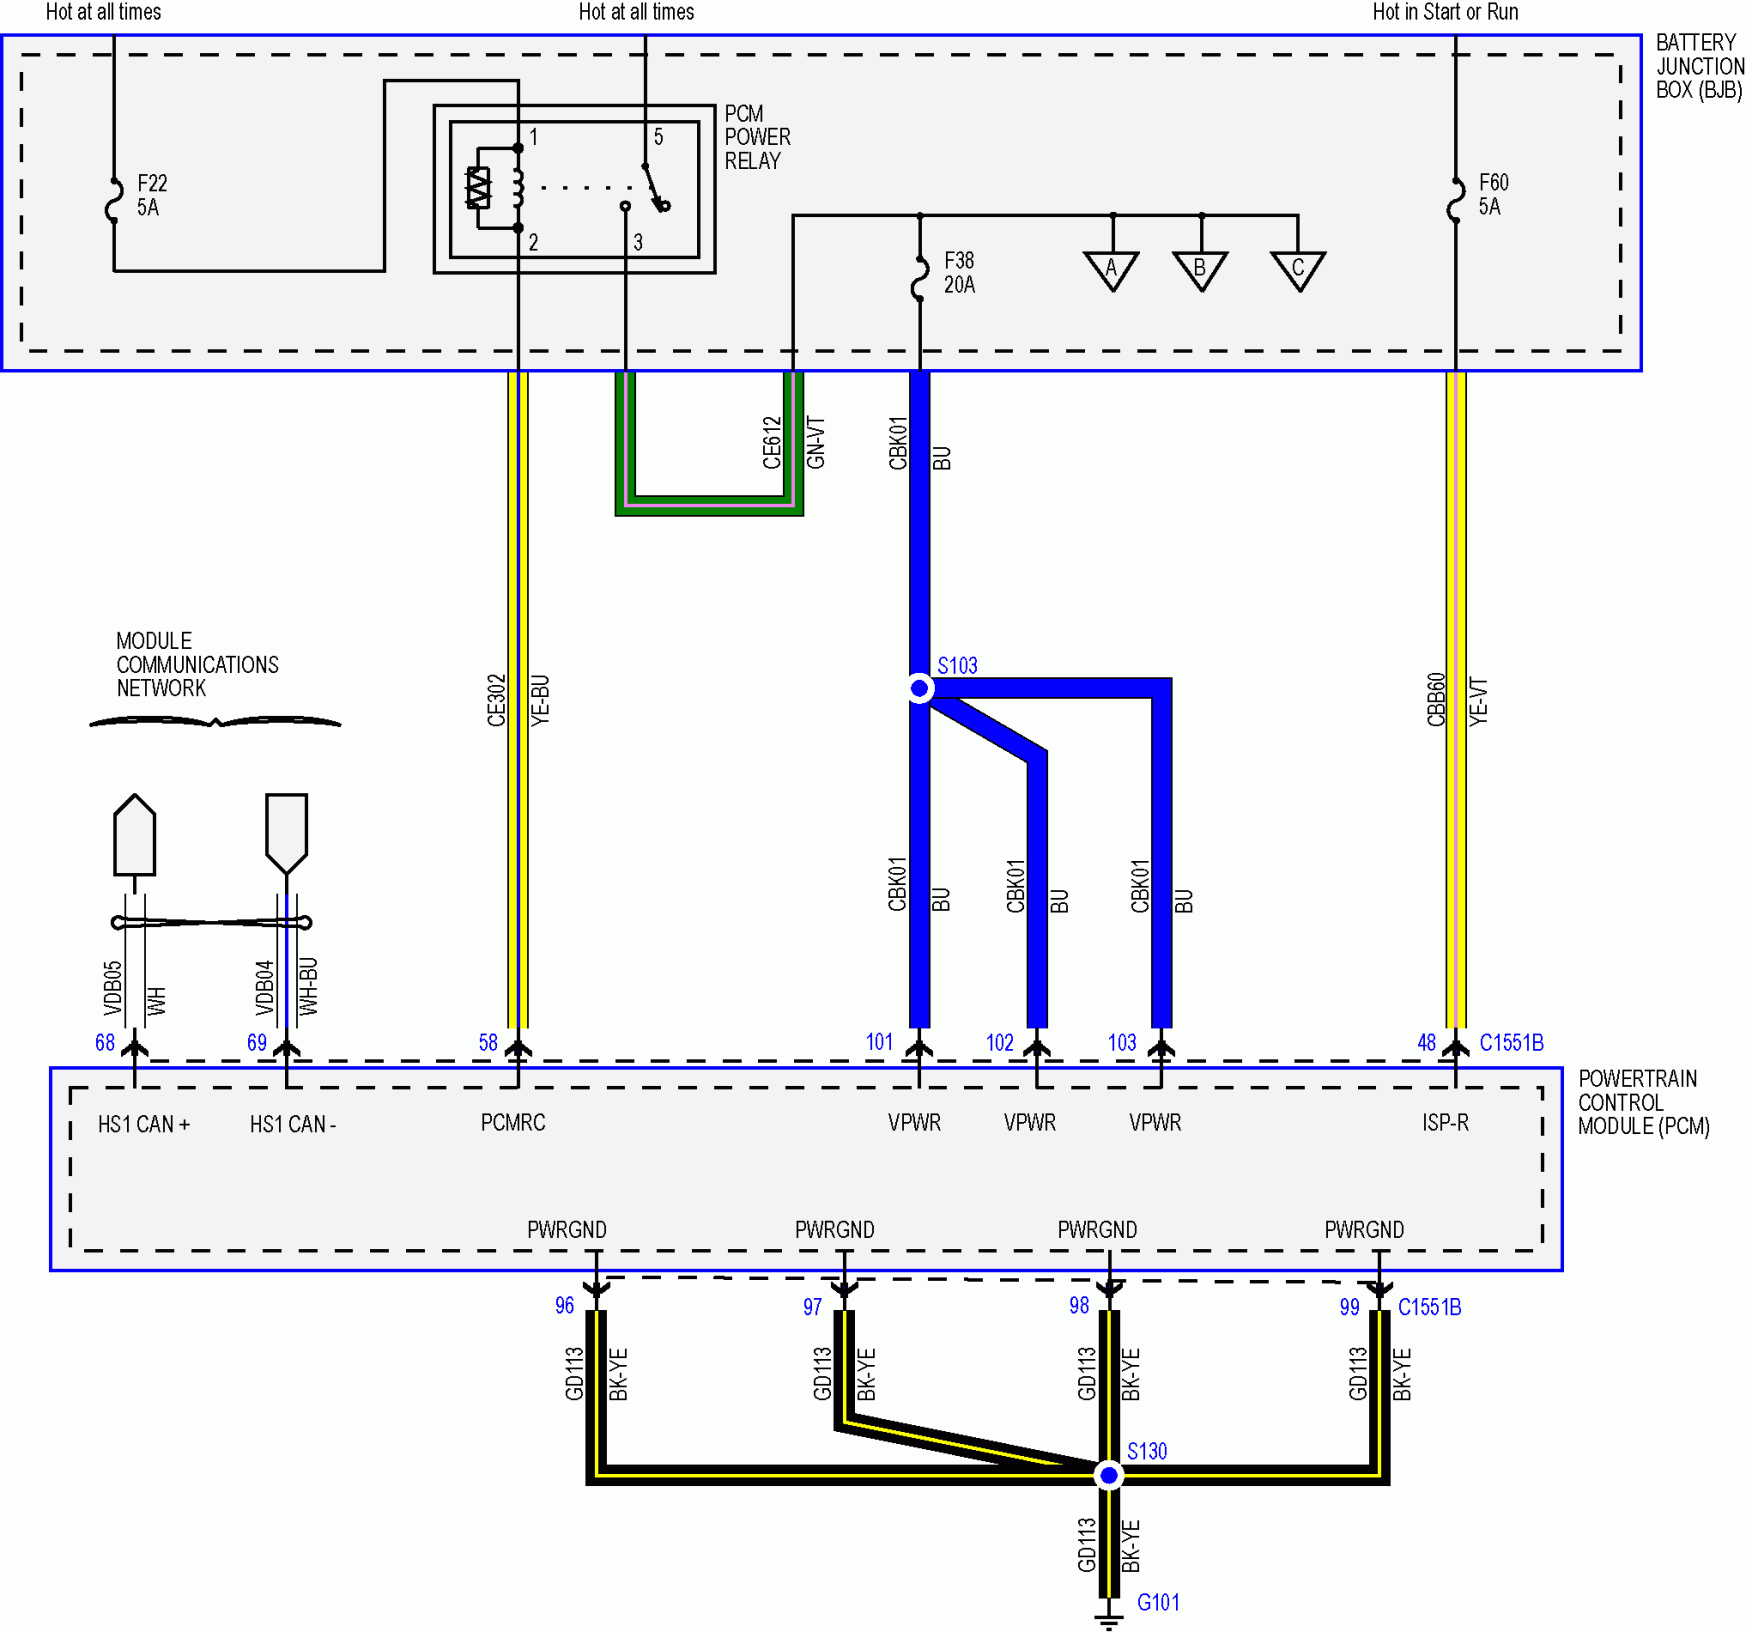 Hot at all times
Hot at all times
Hot in Start or Run
BATTERY
JUNCTION
BOX (BJB)
PCM
POWER
RELAY
1
5
2
3
F22
5A
F38
20A
A
B
C
F60
5A
CE612
GN-VT
CBK01
BU
MODULE
COMMUNICATIONS
NETWORK
CE302
YE-BU
S103
CBB60
YE-VT
CBK01
BU
CBK01
BU
CBK01
BU
VDB05
WH
VDB04
WH-BU
68
69
58
101
102
103
48
C1551B
HS1 CAN +
HS1 CAN -
PCMRC
VPWR
VPWR
VPWR
ISP-R
POWERTRAIN
CONTROL
MODULE (PCM)
PWRGND
PWRGND
PWRGND
PWRGND
96
97
98
99
C1551B
GD113
BK-YE
GD113
BK-YE
GD113
BK-YE
GD113
BK-YE
S130
GD113
BK-YE
G101